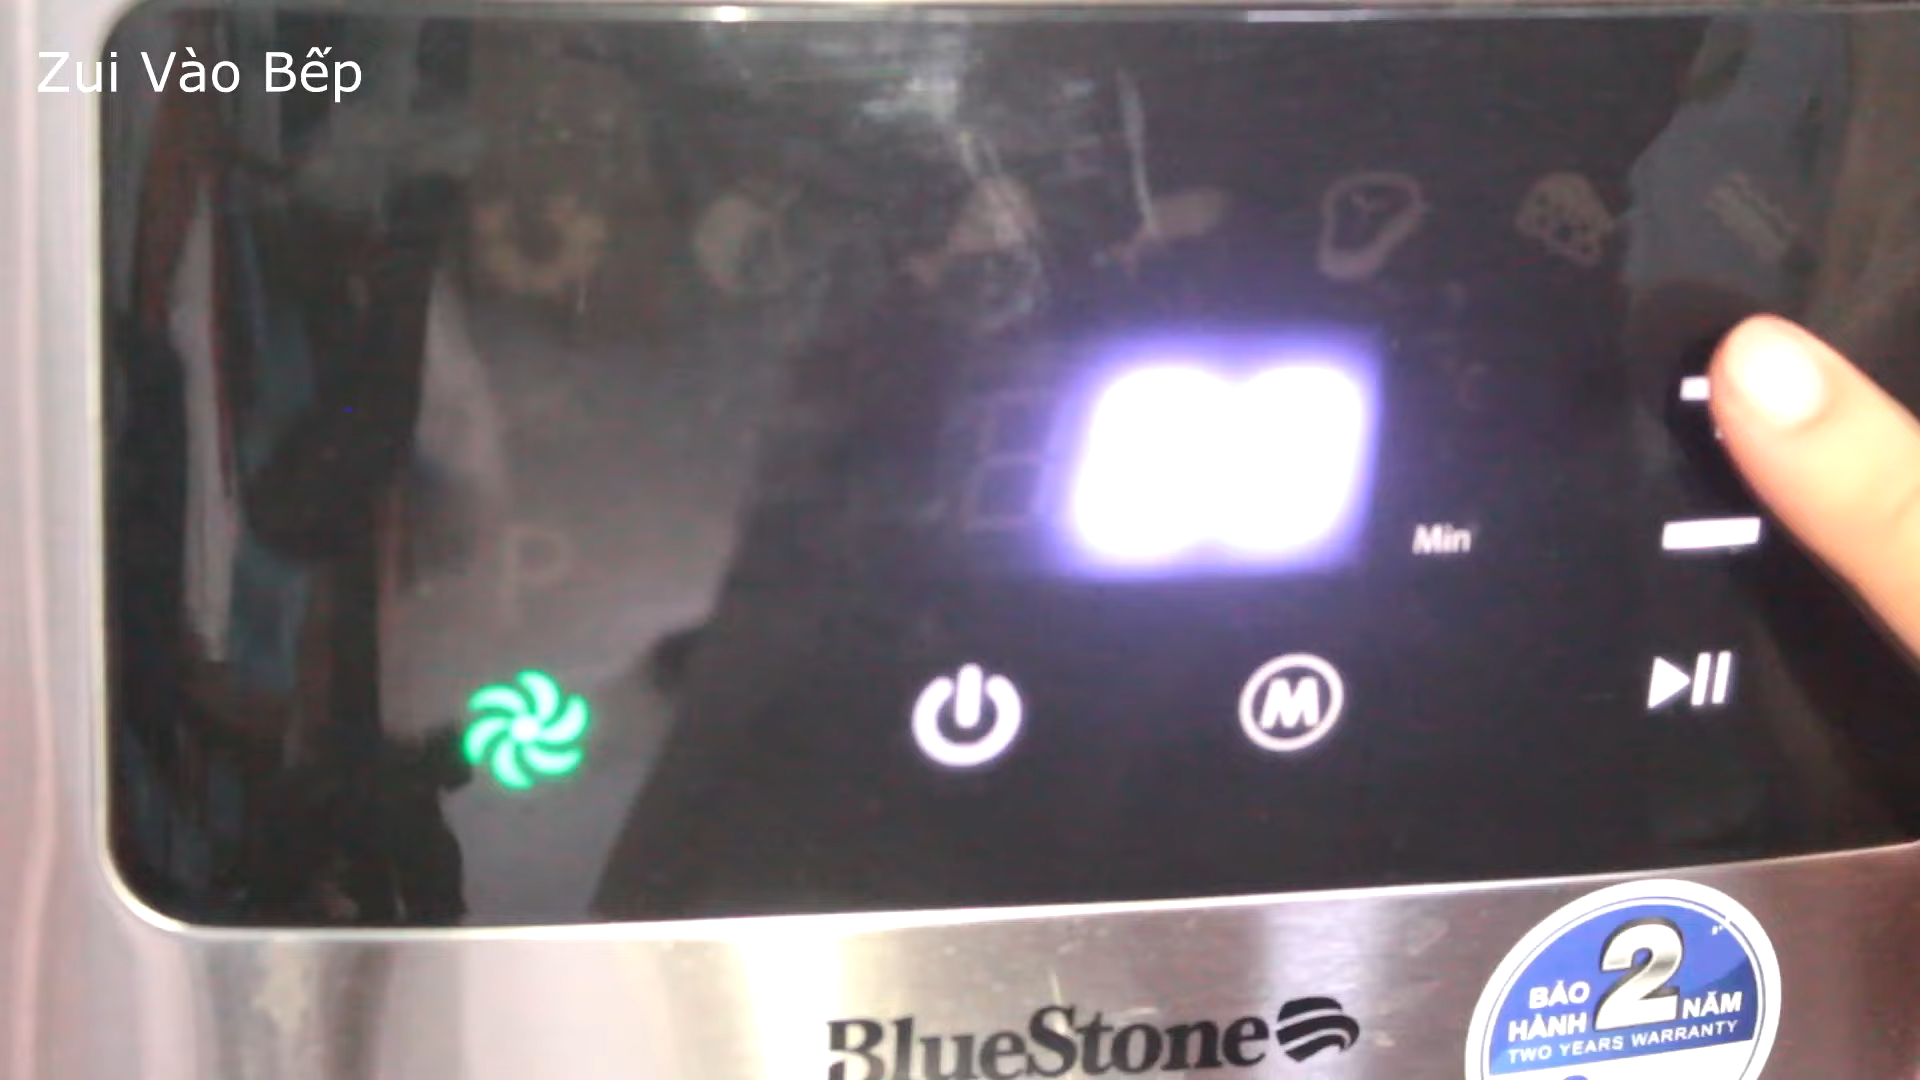 Zui Vào Bếp
P
Min
M
BlueStone
2
BẢO
HÀNH
NĂM
TWO YEARS WARRANTY